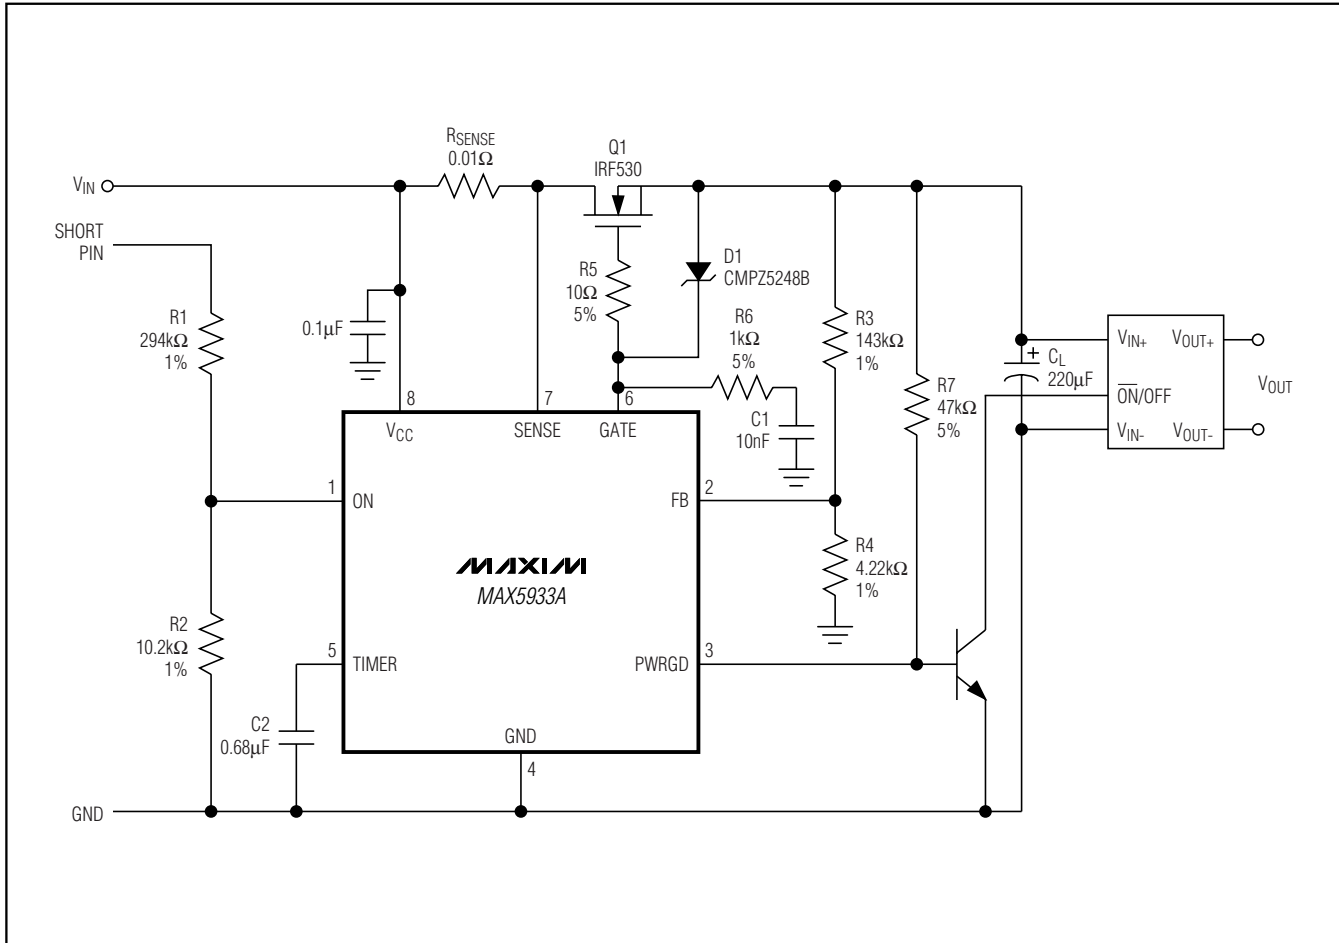 RSENSE
0.01Ω
Q1
IRF530
VIN
SHORT
PIN
D1
CMPZ5248B
R5
10Ω
5%
R1
294kΩ
1%
0.1µF
R6
1kΩ
5%
R3
143kΩ
1%
VIN+
VOUT+
+
CL
220µF
R7
47kΩ
5%
ON/OFF
VOUT
8
7
6
C1
10nF
VIN-
VOUT-
VCC
SENSE
GATE
1
ON
FB
2
MAXIM
MAX5933A
R4
4.22kΩ
1%
R2
10.2kΩ
1%
5
TIMER
PWRGD
3
C2
0.68µF
GND
4
GND